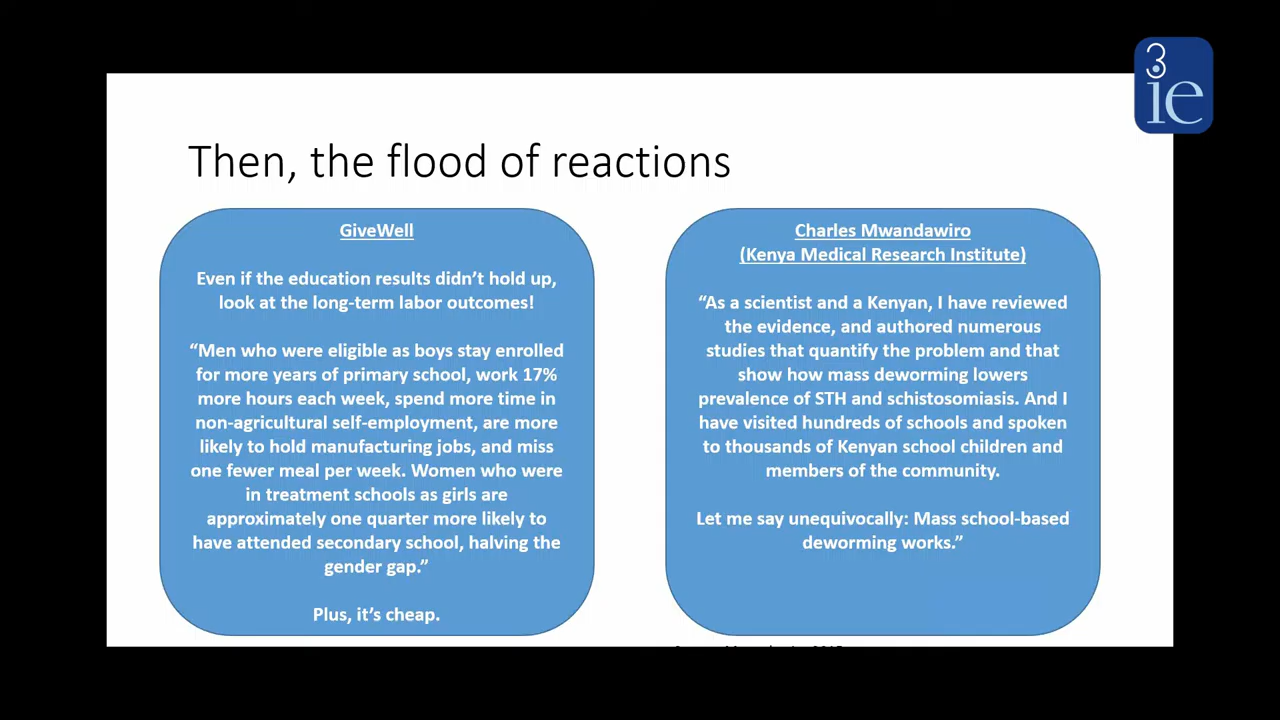 3ie
Then, the flood of reactions
GiveWell
Even if the education results didn’t hold up,
look at the long-term labor outcomes!
“Men who were eligible as boys stay enrolled
for more years of primary school, work 17%
more hours each week, spend more time in
non-agricultural self-employment, are more
likely to hold manufacturing jobs, and miss
one fewer meal per week. Women who were
in treatment schools as girls are
approximately one quarter more likely to
have attended secondary school, halving the
gender gap.”
Plus, it’s cheap.
Charles Mwandawiro
(Kenya Medical Research Institute)
“As a scientist and a Kenyan, I have reviewed
the evidence, and authored numerous
studies that quantify the problem and that
show how mass deworming lowers
prevalence of STH and schistosomiasis. And I
have visited hundreds of schools and spoken
to thousands of Kenyan school children and
members of the community.
Let me say unequivocally: Mass school-based
deworming works.”